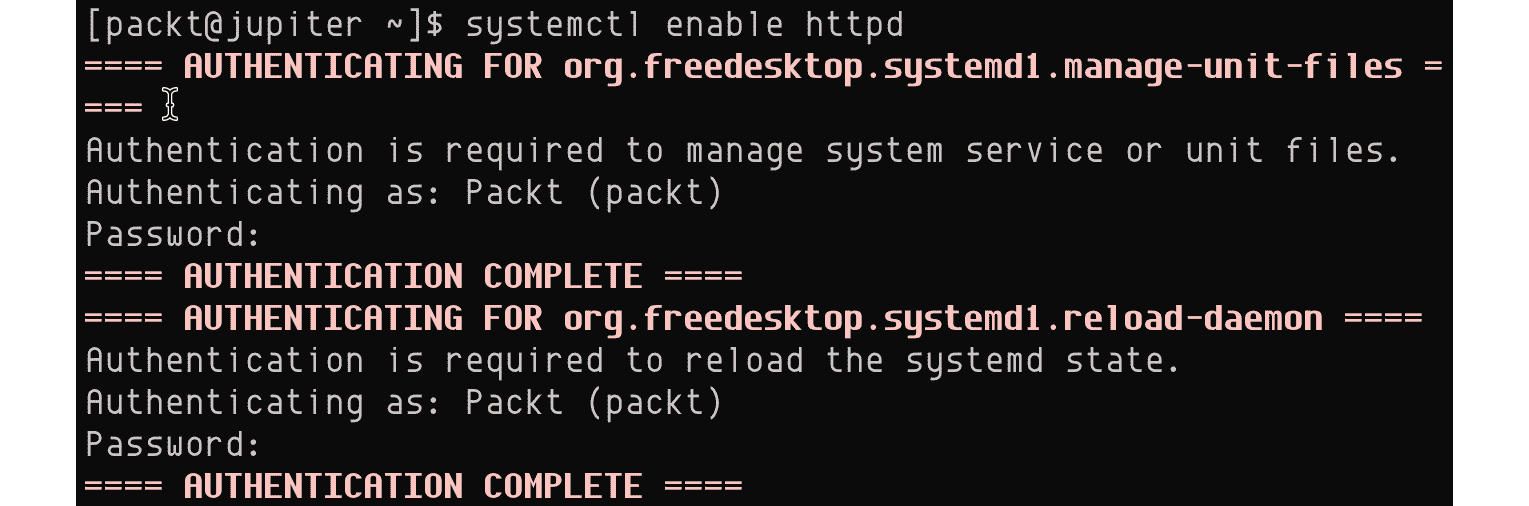 [packt@jupiter ~]$ systemctl enable httpd
==== AUTHENTICATING FOR org.freedesktop.systemd1.manage-unit-files =
===
Authentication is required to manage system service or unit files.
Authenticating as: Packt (packt)
Password:
==== AUTHENTICATION COMPLETE ====
==== AUTHENTICATING FOR org.freedesktop.systemd1.reload-daemon ====
Authentication is required to reload the systemd state.
Authenticating as: Packt (packt)
Password:
==== AUTHENTICATION COMPLETE ====